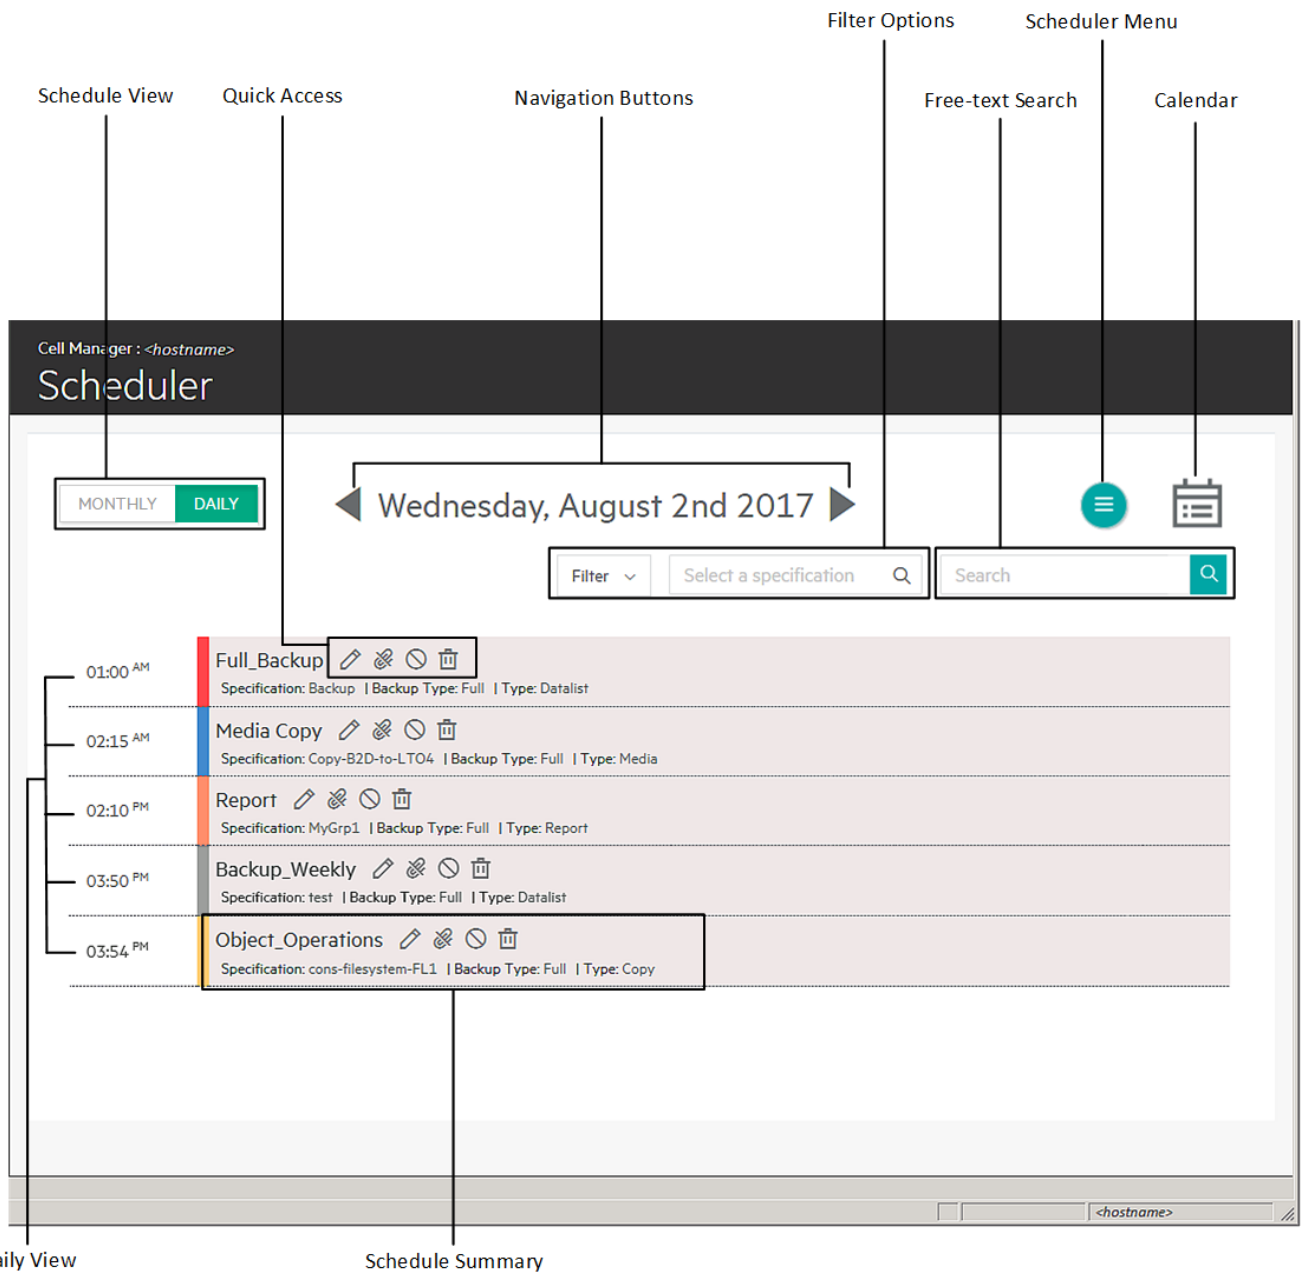 Filter Options Scheduler Menu
Schedule View Quick Access Navigation Buttons Free-text Search Calendar
Cell Manager : <hostname>
Scheduler
MONTHLY DAILY Wednesday, August 2nd 2017
Filter Select a specification Search
01:00 AM Full_Backup
Specification: Backup | Backup Type: Full | Type: Datalist
02:15 AM Media Copy
Specification: Copy-B2D-to-LTO4 | Backup Type: Full | Type: Media
02:10 PM Report
Specification: MyGrp1 | Backup Type: Full | Type: Report
03:50 PM Backup_Weekly
Specification: test | Backup Type: Full | Type: Datalist
03:54 PM Object_Operations
Specification: cons-filesystem-FL1 | Backup Type: Full | Type: Copy
<hostname>
aily View Schedule Summary